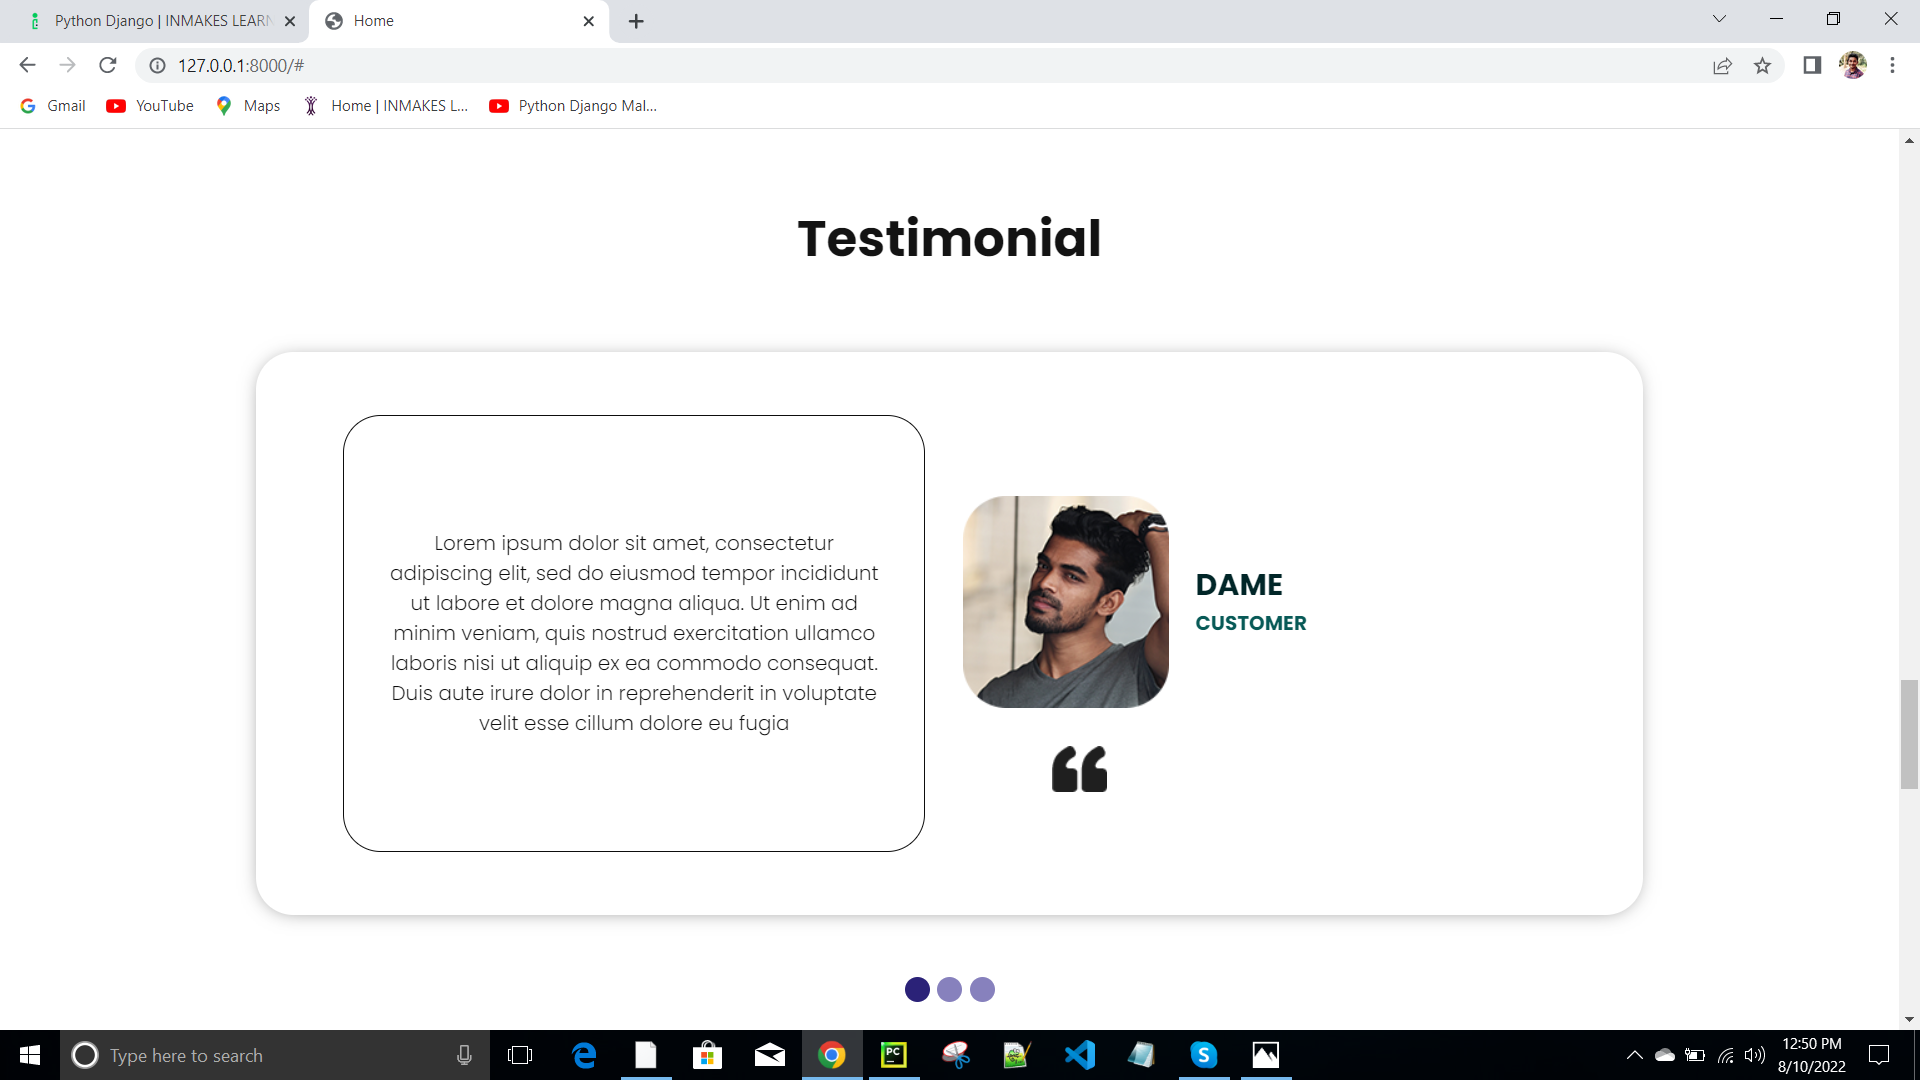 Python Django | INMAKES LEARN
Home
127.0.0.1:8000/#
Gmail
YouTube
Maps
Home | INMAKES L...
Python Django Mal...
Testimonial
Lorem ipsum dolor sit amet, consectetur
adipiscing elit, sed do eiusmod tempor incididunt
ut labore et dolore magna aliqua. Ut enim ad
minim veniam, quis nostrud exercitation ullamco
laboris nisi ut aliquip ex ea commodo consequat.
Duis aute irure dolor in reprehenderit in voluptate
velit esse cillum dolore eu fugia
DAME
CUSTOMER
“
Type here to search
PC
12:50 PM
8/10/2022